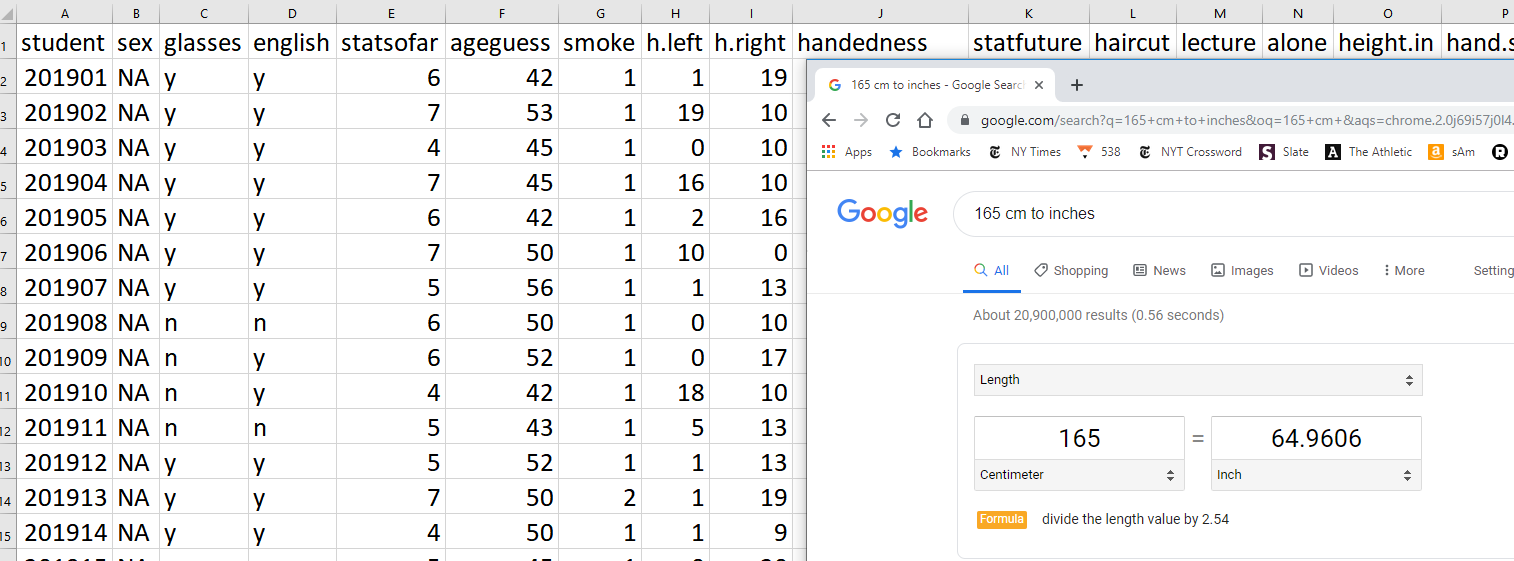 A B C D E F G H I J K L M N O P
1 student sex glasses english statsofar ageguess smoke h.left h.right handedness statfuture haircut lecture alone height.in hand.s
2 201901 NA y y 6 42 1 1 19
3 201902 NA y y 7 53 1 19 10
4 201903 NA y y 4 45 1 0 10
5 201904 NA y y 7 45 1 16 10
6 201905 NA y y 6 42 1 2 16
7 201906 NA y y 7 50 1 10 0
8 201907 NA y y 5 56 1 1 13
9 201908 NA n n 6 50 1 0 10
10 201909 NA n y 6 52 1 0 17
11 201910 NA n y 4 42 1 18 10
12 201911 NA n n 5 43 1 5 13
13 201912 NA y y 5 52 1 1 13
14 201913 NA y y 7 50 2 1 19
15 201914 NA y y 4 50 1 1 9
165 cm to inches - Google Search
google.com/search?q=165+cm+to+inches&oq=165+cm+&aqs=chrome.2.0j69i57j0l4.
Apps Bookmarks NY Times 538 NYT Crossword Slate The Athletic sAm
Google 165 cm to inches
All Shopping News Images Videos More Setting
About 20,900,000 results (0.56 seconds)
Length
165 = 64.9606
Centimeter Inch
Formula divide the length value by 2.54